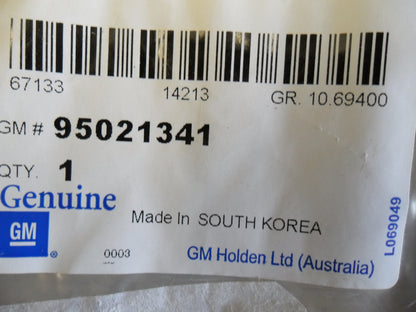 67133 14213 GR. 10.69400
GM # 95021341
QTY. 1
Genuine
GM ®
Made In SOUTH KOREA
0003
GM Holden Ltd (Australia)
L069049